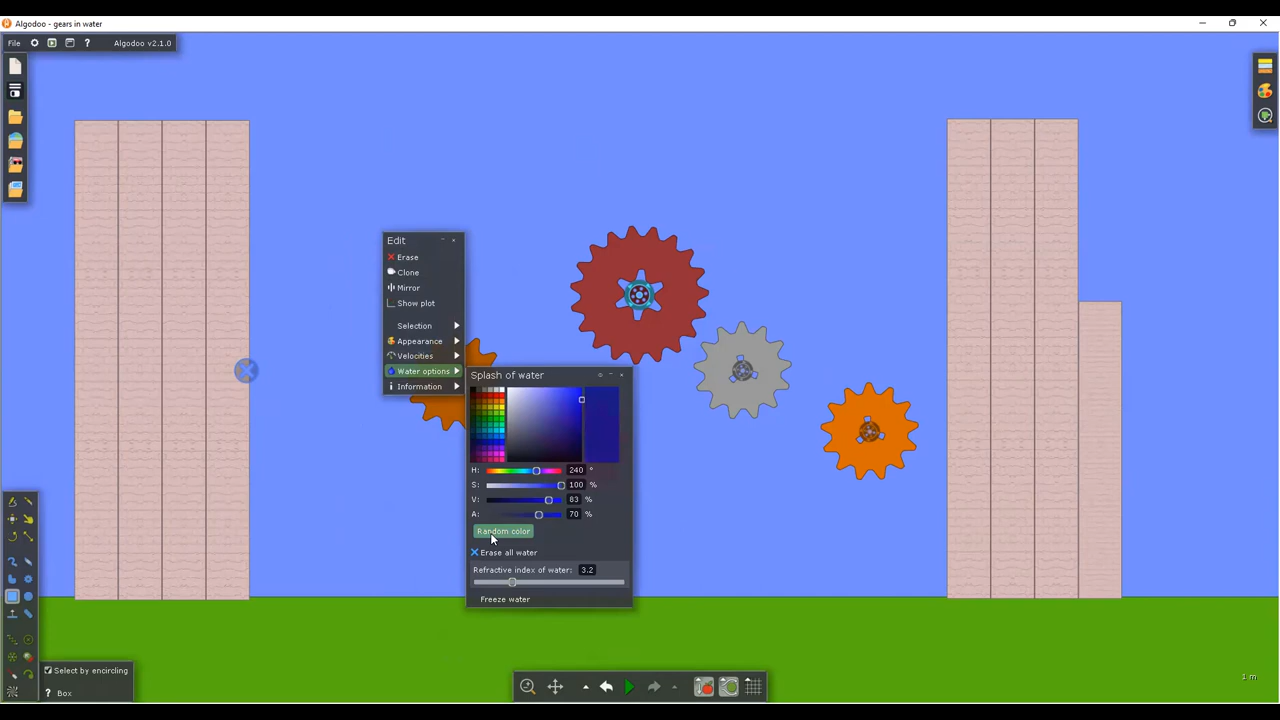 Algodoo - gears in water
File
Algodoo v2.1.0
Edit
Erase
Clone
Mirror
Show plot
Selection
Appearance
Velocities
Water options
Information
Splash of water
H: 240 °
S: 100 %
V: 83 %
A: 70 %
Random color
Erase all water
Refractive index of water: 3.2
Freeze water
Select by encircling
? Box
1 m